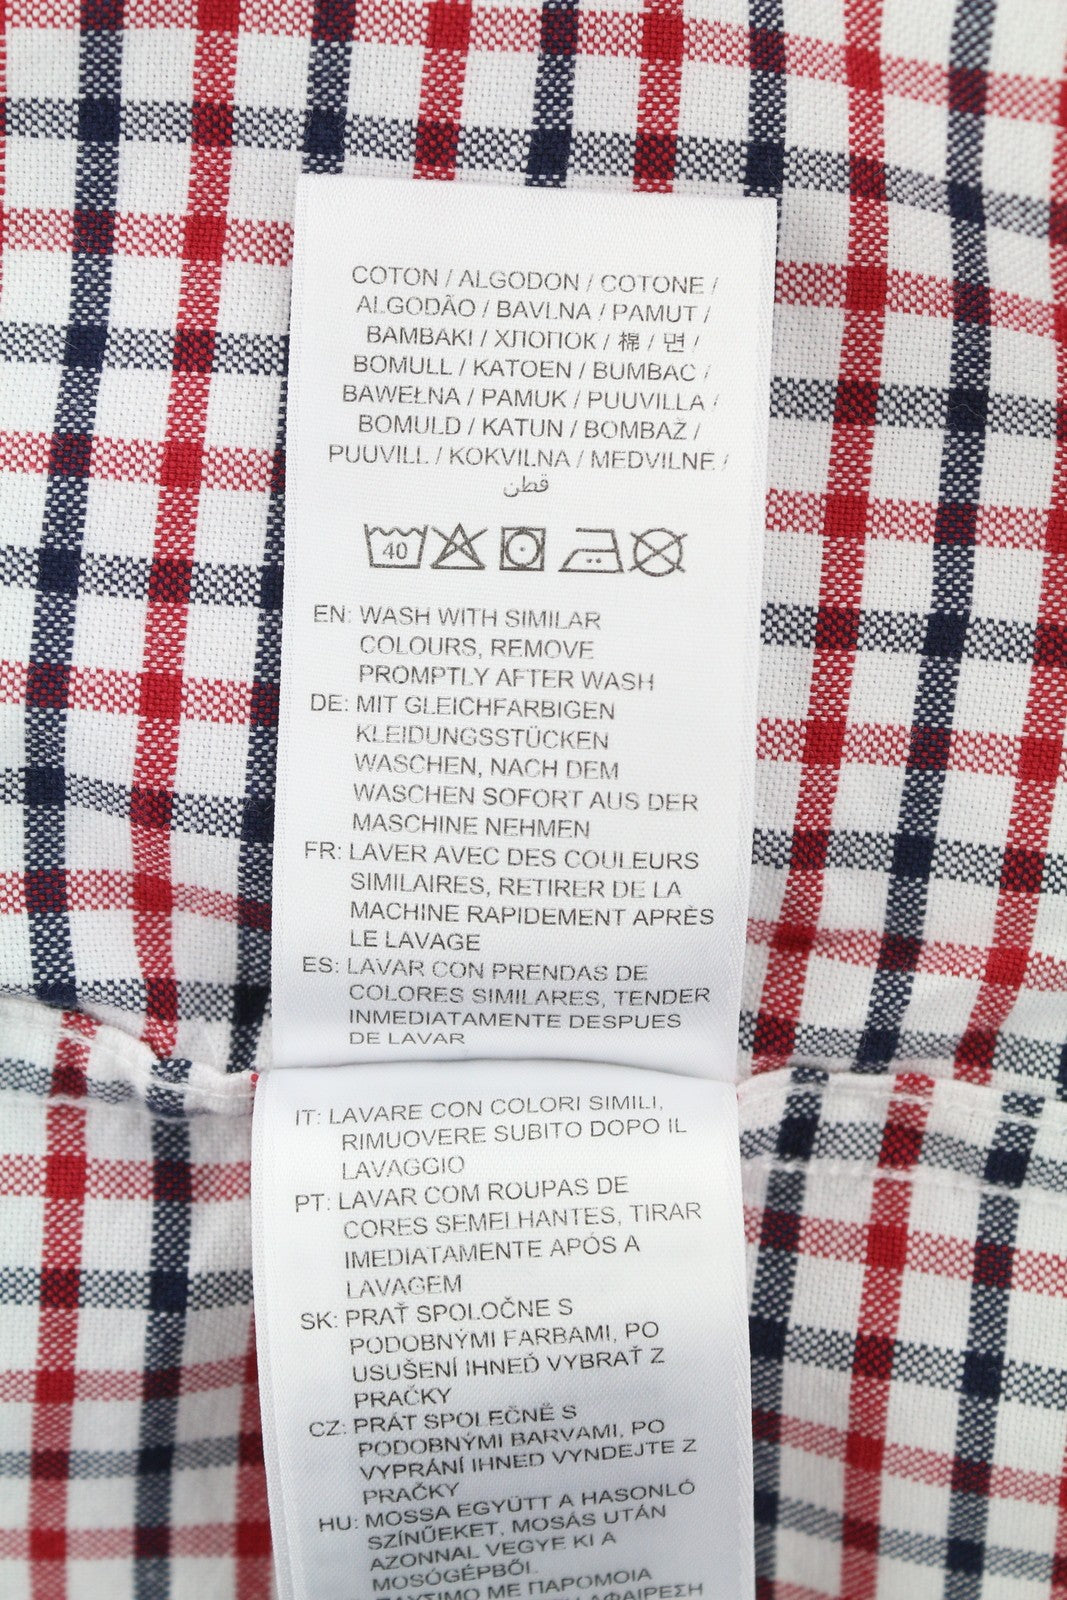 COTON / ALGODON / COTONE /
ALGODÃO / BAVLNA / PAMUT /
BAMBAKI / ХЛОПОК / 棉 / 면 /
BOMULL / KATOEN / BUMBAC /
BAWEŁNA / PAMUK / PUUVILLA /
BOMULD / KATUN / BOMBAŽ /
PUUVILL / KOKVILNA / MEDVILNE /
قطن
40
EN: WASH WITH SIMILAR
COLOURS, REMOVE
PROMPTLY AFTER WASH
DE: MIT GLEICHFARBIGEN
KLEIDUNGSSTÜCKEN
WASCHEN, NACH DEM
WASCHEN SOFORT AUS DER
MASCHINE NEHMEN
FR: LAVER AVEC DES COULEURS
SIMILAIRES, RETIRER DE LA
MACHINE RAPIDEMENT APRÈS
LE LAVAGE
ES: LAVAR CON PRENDAS DE
COLORES SIMILARES, TENDER
INMEDIATAMENTE DESPUES
DE LAVAR
IT: LAVARE CON COLORI SIMILI,
RIMUOVERE SUBITO DOPO IL
LAVAGGIO
PT: LAVAR COM ROUPAS DE
CORES SEMELHANTES, TIRAR
IMEDIATAMENTE APÓS A
LAVAGEM
SK: PRAŤ SPOLOČNE S
PODOBNÝMI FARBAMI, PO
USUŠENÍ IHNEĎ VYBRAŤ Z
PRAČKY
CZ: PRÁT SPOLEČNĚ S
PODOBNÝMI BARVAMI, PO
VYPRÁNÍ IHNED VYNDEJTE Z
PRAČKY
HU: MOSSA EGYÜTT A HASONLÓ
SZÍNŰEKET, MOSÁS UTÁN
AZONNAL VEGYE KI A
MOSÓGÉPBŐL
ΠΛΥΣΙΜΟ ΜΕ ΠΑΡΟΜΟΙΑ
ΑΦΑΙΡΕΣΗ